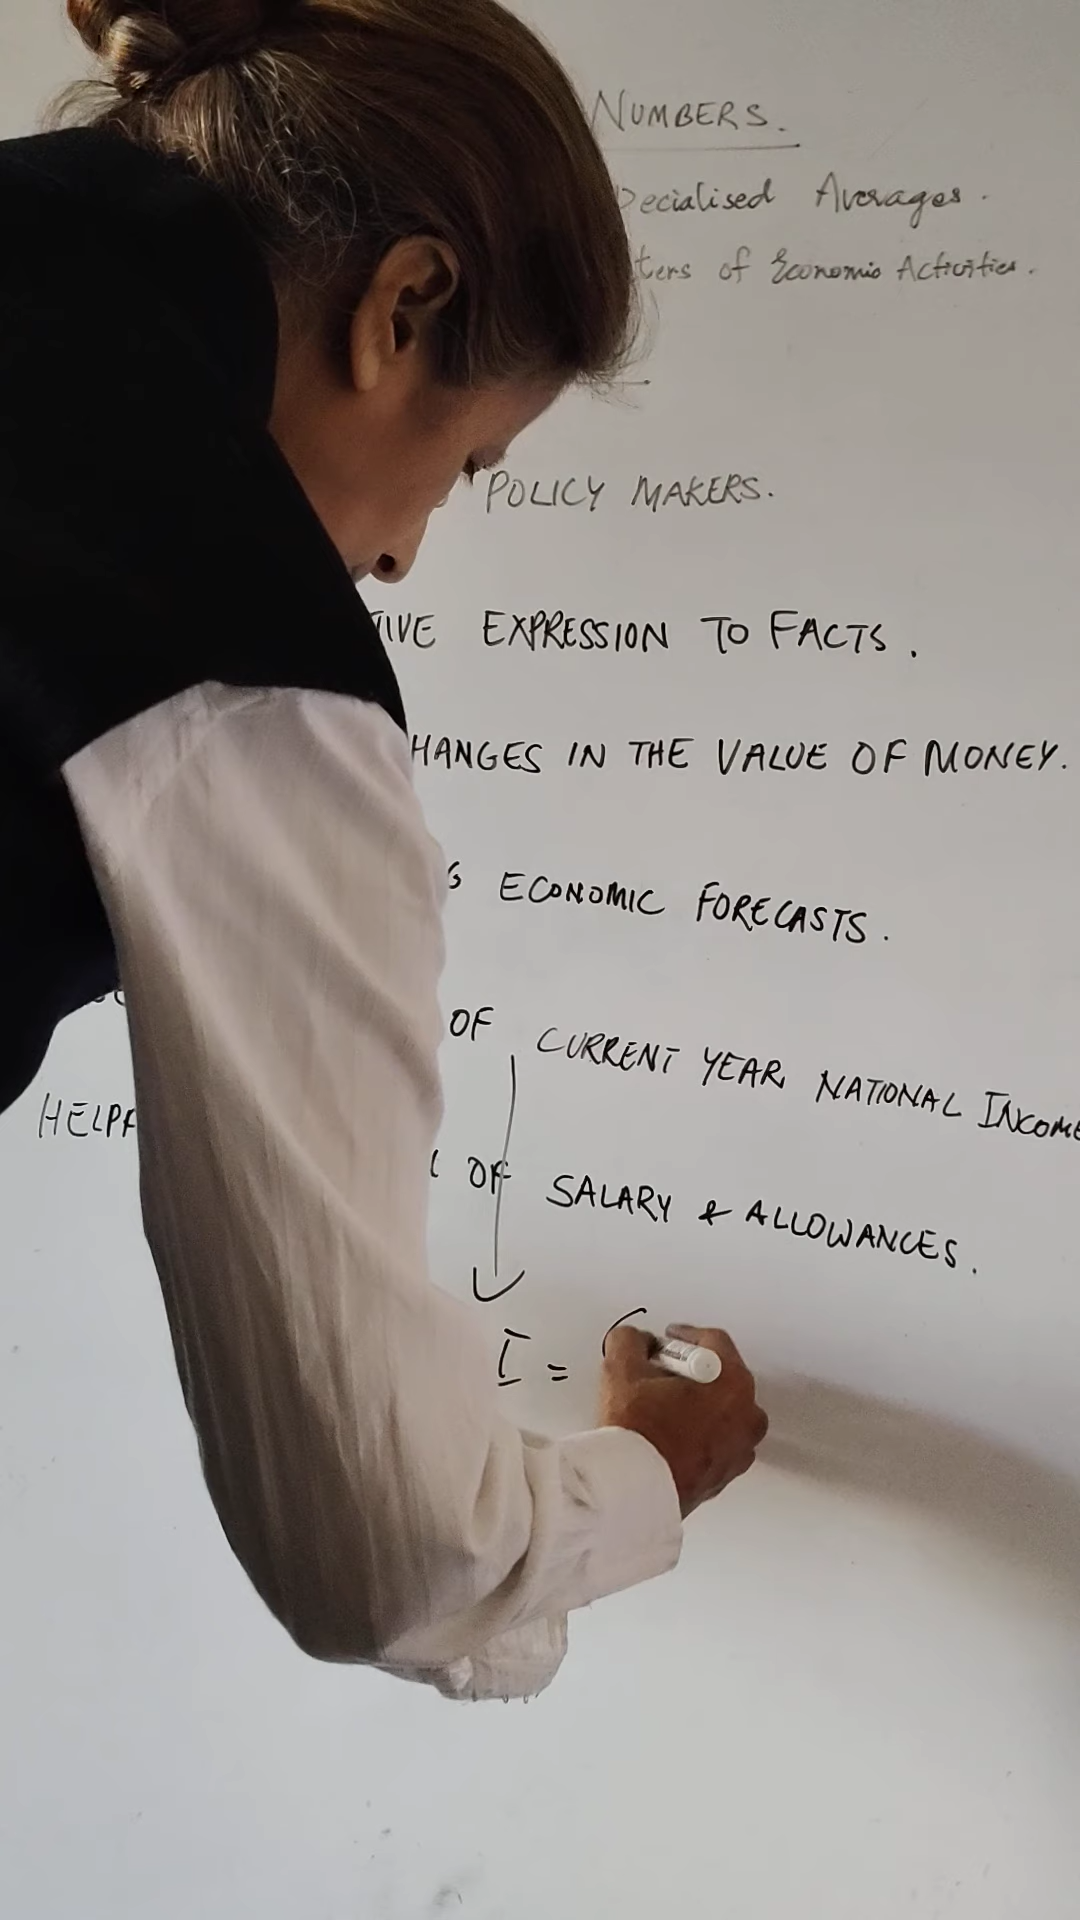 NUMBERS.
Specialised Averages.
of Economic Activities.
POLICY MAKERS.
TIVE EXPRESSION TO FACTS.
HANGES IN THE VALUE OF MONEY.
G ECONOMIC FORECASTS.
OF CURRENT YEAR NATIONAL INCOME
HELPF OF SALARY & ALLOWANCES.
I =